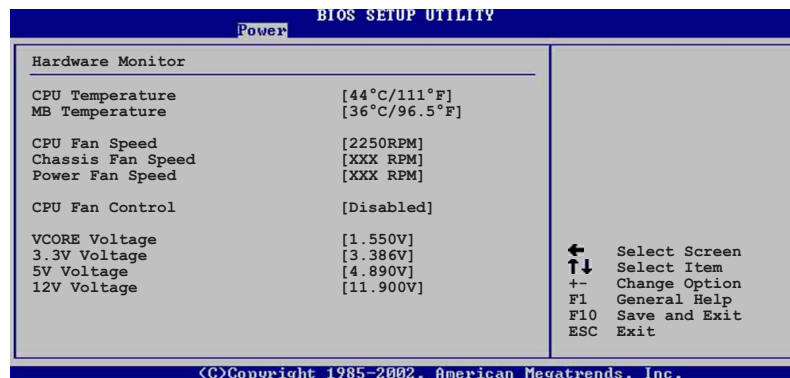 BIOS SETUP UTILITY
Power
Hardware Monitor
CPU Temperature [44°C/111°F]
MB Temperature [36°C/96.5°F]
CPU Fan Speed [2250RPM]
Chassis Fan Speed [XXX RPM]
Power Fan Speed [XXX RPM]
CPU Fan Control [Disabled]
VCORE Voltage [1.550V]
3.3V Voltage [3.386V]
5V Voltage [4.890V]
12V Voltage [11.900V]
← Select Screen
↑↓ Select Item
+- Change Option
F1 General Help
F10 Save and Exit
ESC Exit
(C)Copyright 1985-2002, American Megatrends, Inc.